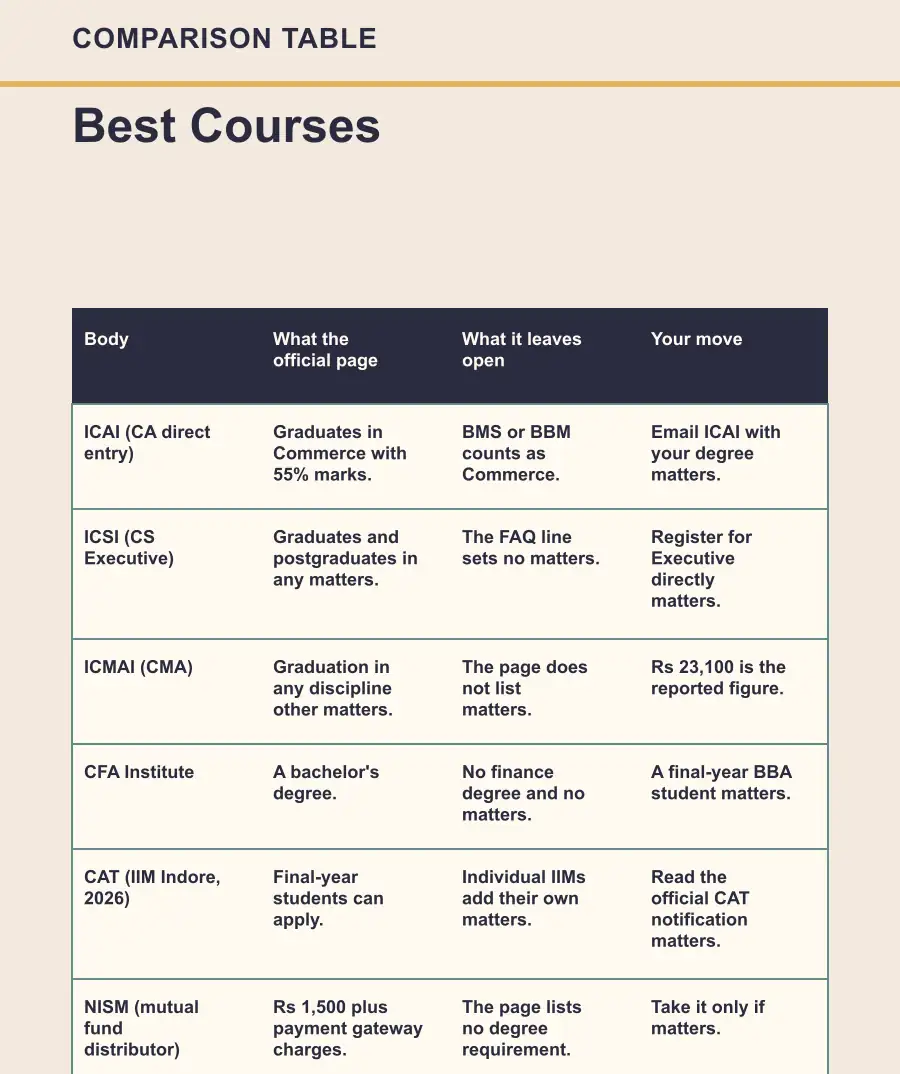 COMPARISON TABLE
Best Courses
Body
What the
official page
What it leaves
open
Your move
ICAI (CA direct
entry)
Graduates in
Commerce with
55% marks.
BMS or BBM
counts as
Commerce.
Email ICAI with
your degree
matters.
ICSI (CS
Executive)
Graduates and
postgraduates in
any matters.
The FAQ line
sets no matters.
Register for
Executive
directly
matters.
ICMAI (CMA)
Graduation in
any discipline
other matters.
The page does
not list
matters.
Rs 23,100 is the
reported figure.
CFA Institute
A bachelor's
degree.
No finance
degree and no
matters.
A final-year BBA
student matters.
CAT (IIM Indore,
2026)
Final-year
students can
apply.
Individual IIMs
add their own
matters.
Read the
official CAT
notification
matters.
NISM (mutual
fund
distributor)
Rs 1,500 plus
payment gateway
charges.
The page lists
no degree
requirement.
Take it only if
matters.